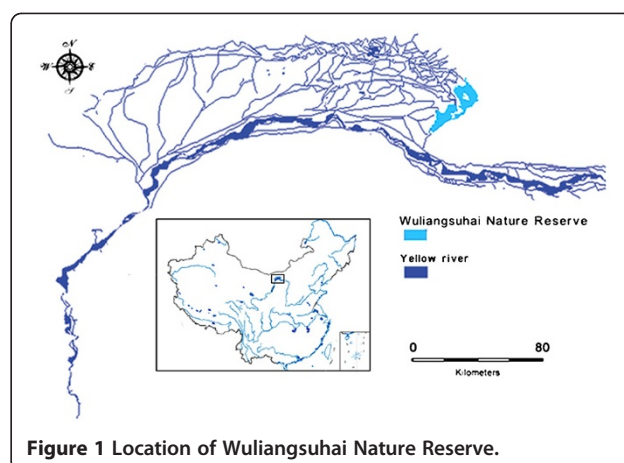 N
W E
S
Wuliangsuhai Nature Reserve
Yellow river
0 80
Kilometers
Figure 1 Location of Wuliangsuhai Nature Reserve.